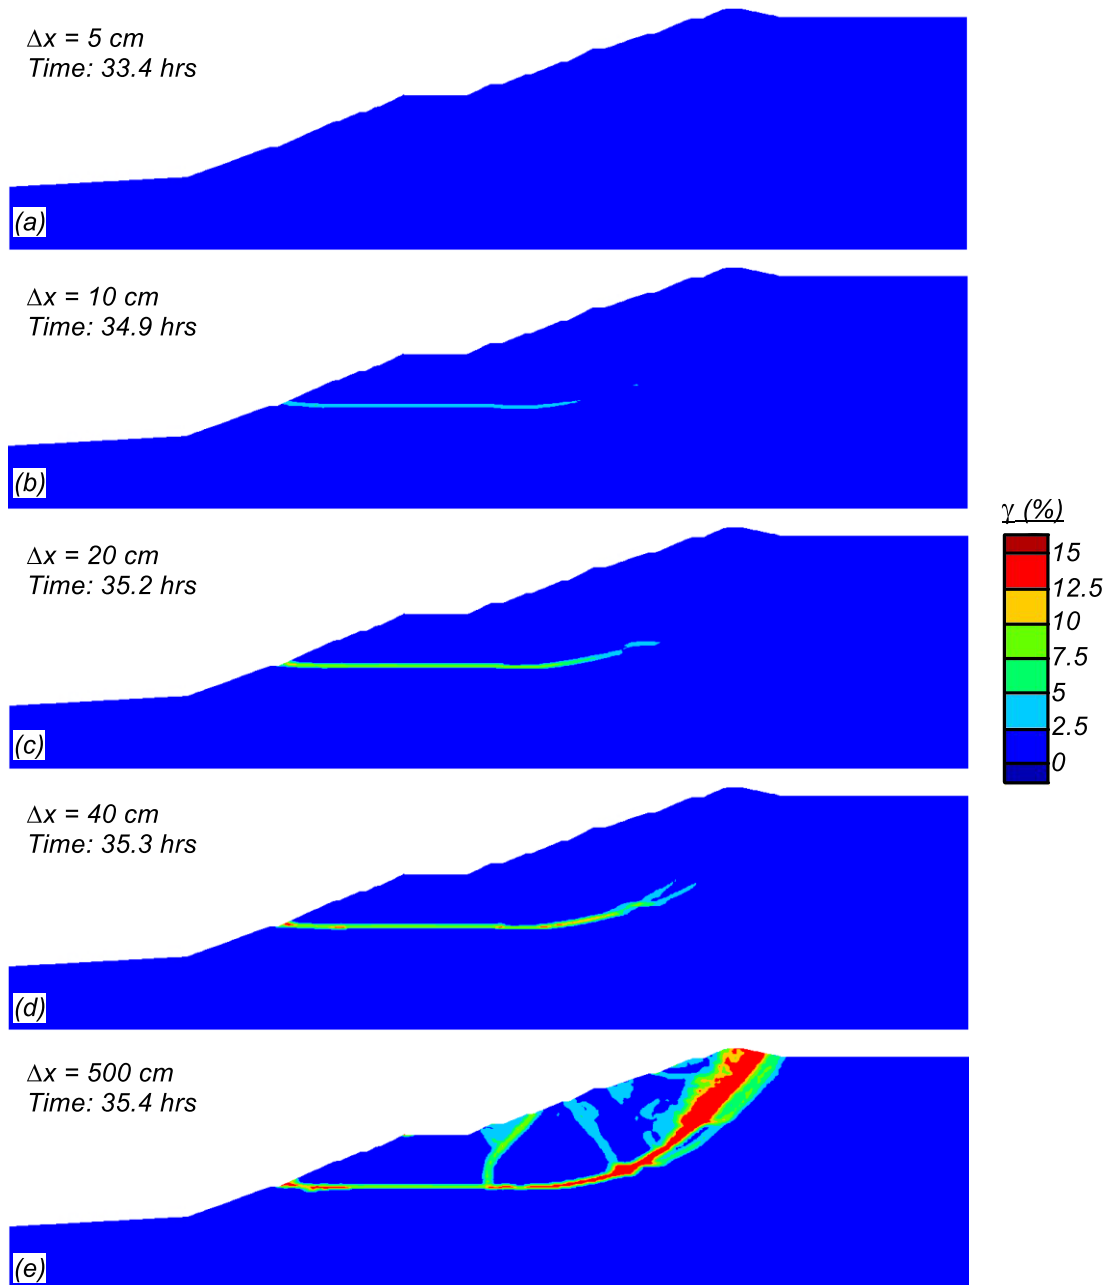 Δx = 5 cm
Time: 33.4 hrs
(a)
Δx = 10 cm
Time: 34.9 hrs
(b)
Δx = 20 cm
Time: 35.2 hrs
(c)
Δx = 40 cm
Time: 35.3 hrs
(d)
Δx = 500 cm
Time: 35.4 hrs
(e)
γ (%)
15
12.5
10
7.5
5
2.5
0